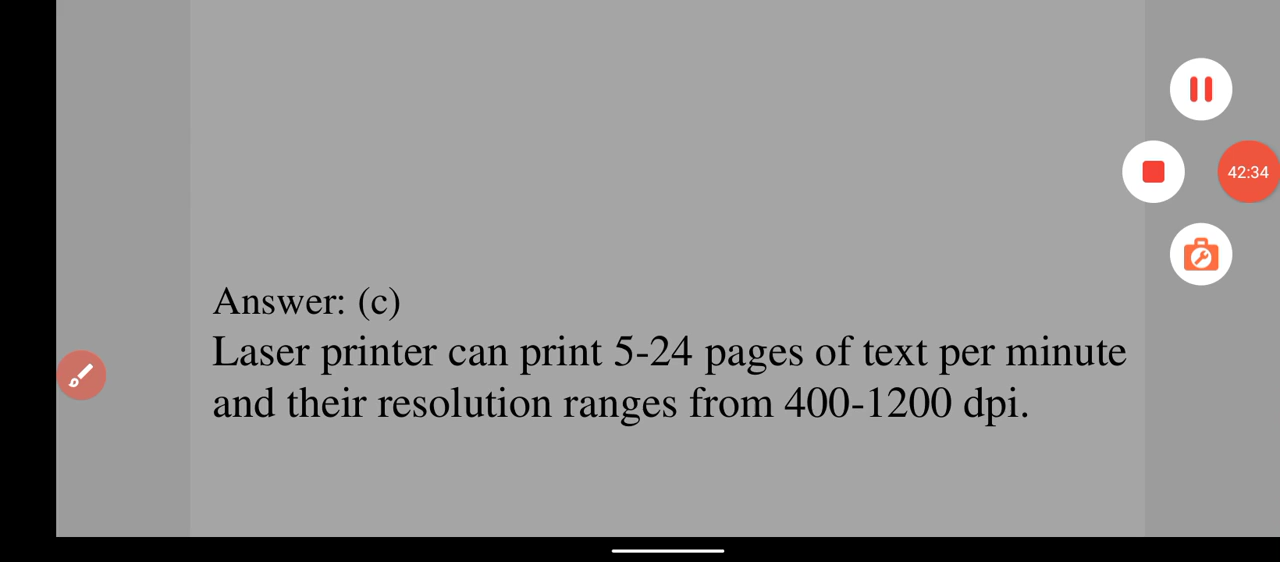 42:34
Answer: (c)
Laser printer can print 5-24 pages of text per minute
and their resolution ranges from 400-1200 dpi.